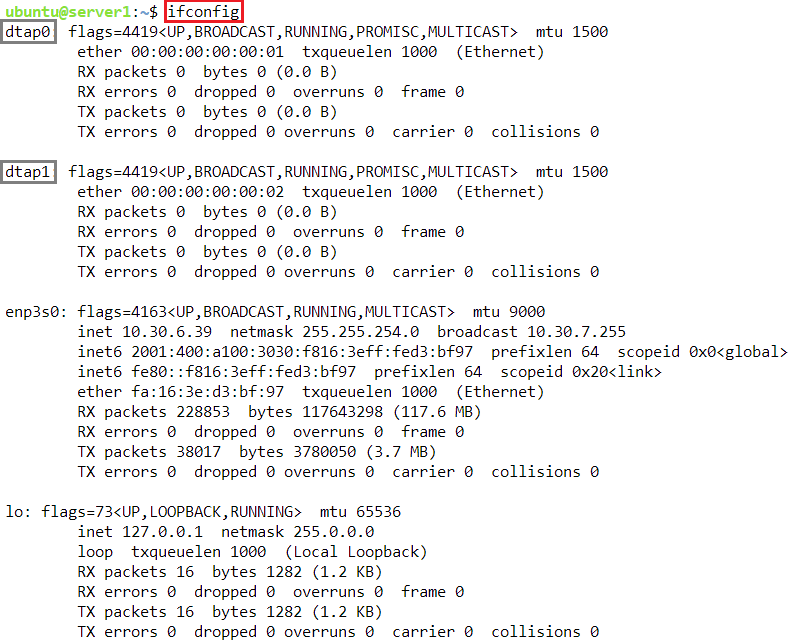 ubuntu@server1:~$ ifconfig
dtap0: flags=4419<UP,BROADCAST,RUNNING,PROMISC,MULTICAST>  mtu 1500
        ether 00:00:00:00:00:01  txqueuelen 1000  (Ethernet)
        RX packets 0  bytes 0 (0.0 B)
        RX errors 0  dropped 0  overruns 0  frame 0
        TX packets 0  bytes 0 (0.0 B)
        TX errors 0  dropped 0 overruns 0  carrier 0  collisions 0

dtap1: flags=4419<UP,BROADCAST,RUNNING,PROMISC,MULTICAST>  mtu 1500
        ether 00:00:00:00:00:02  txqueuelen 1000  (Ethernet)
        RX packets 0  bytes 0 (0.0 B)
        RX errors 0  dropped 0  overruns 0  frame 0
        TX packets 0  bytes 0 (0.0 B)
        TX errors 0  dropped 0 overruns 0  carrier 0  collisions 0

enp3s0: flags=4163<UP,BROADCAST,RUNNING,MULTICAST>  mtu 9000
        inet 10.30.6.39  netmask 255.255.254.0  broadcast 10.30.7.255
        inet6 2001:400:a100:3030:f816:3eff:fed3:bf97  prefixlen 64  scopeid 0x0<global>
        inet6 fe80::f816:3eff:fed3:bf97  prefixlen 64  scopeid 0x20<link>
        ether fa:16:3e:d3:bf:97  txqueuelen 1000  (Ethernet)
        RX packets 228853  bytes 117643298 (117.6 MB)
        RX errors 0  dropped 0  overruns 0  frame 0
        TX packets 38017  bytes 3780050 (3.7 MB)
        TX errors 0  dropped 0 overruns 0  carrier 0  collisions 0

lo: flags=73<UP,LOOPBACK,RUNNING>  mtu 65536
        inet 127.0.0.1  netmask 255.0.0.0
        loop  txqueuelen 1000  (Local Loopback)
        RX packets 16  bytes 1282 (1.2 KB)
        RX errors 0  dropped 0  overruns 0  frame 0
        TX packets 16  bytes 1282 (1.2 KB)
        TX errors 0  dropped 0 overruns 0  carrier 0  collisions 0